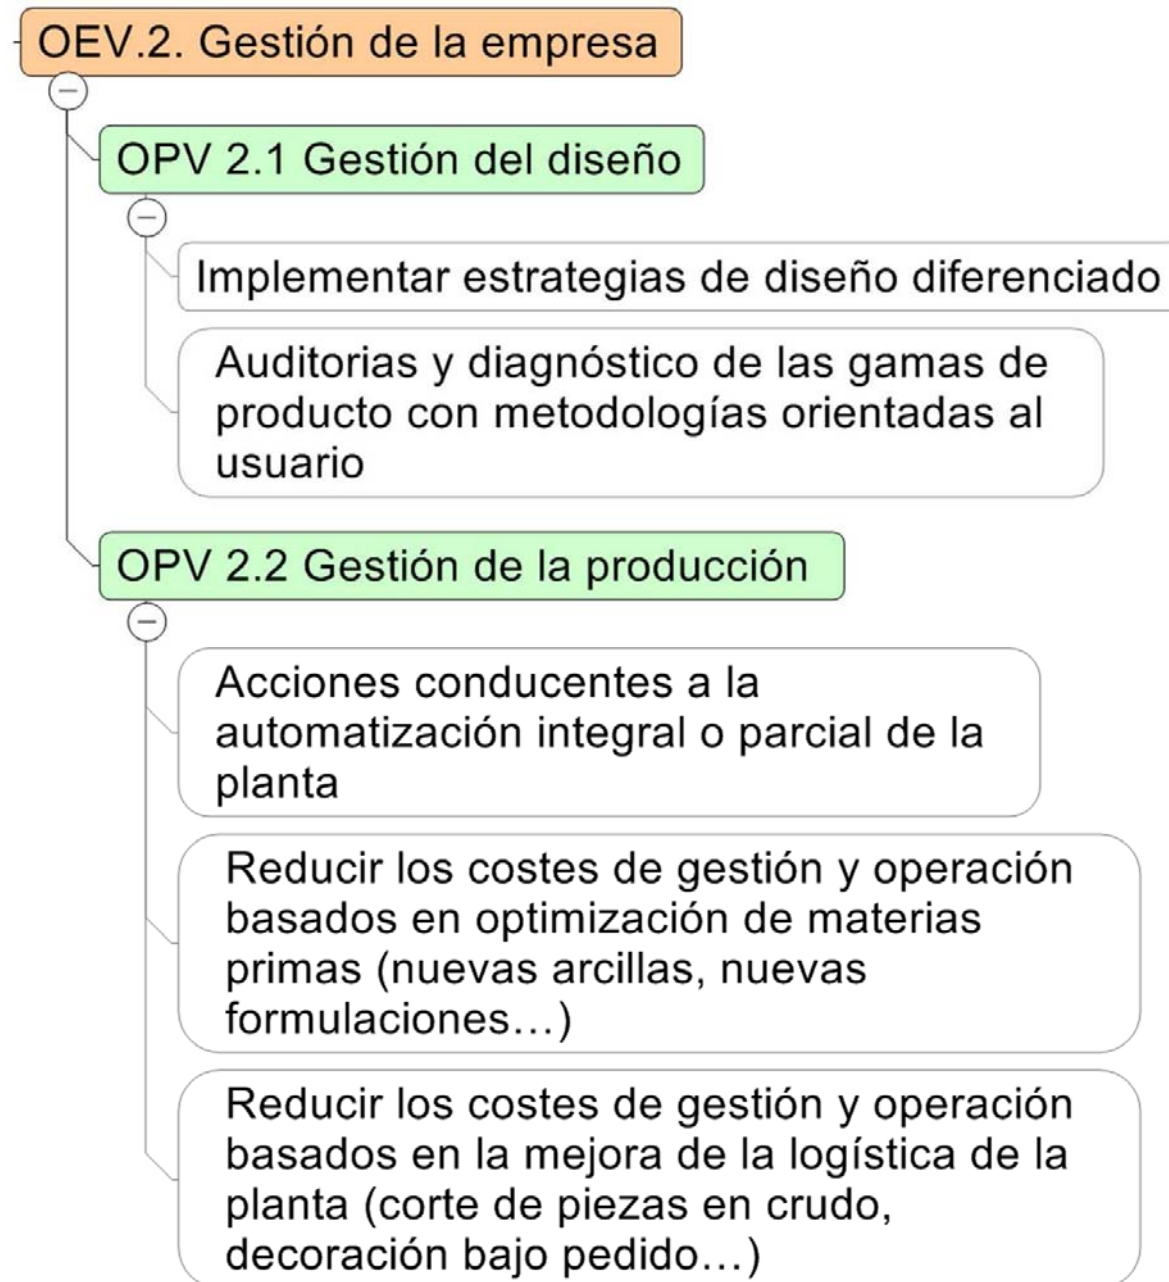 OEV.2. Gestión de la empresa
OPV 2.1 Gestión del diseño
Implementar estrategias de diseño diferenciado
Auditorias y diagnóstico de las gamas de
producto con metodologías orientadas al
usuario
OPV 2.2 Gestión de la producción
Acciones conducentes a la
automatización integral o parcial de la
planta
Reducir los costes de gestión y operación
basados en optimización de materias
primas (nuevas arcillas, nuevas
formulaciones…)
Reducir los costes de gestión y operación
basados en la mejora de la logística de la
planta (corte de piezas en crudo,
decoración bajo pedido…)